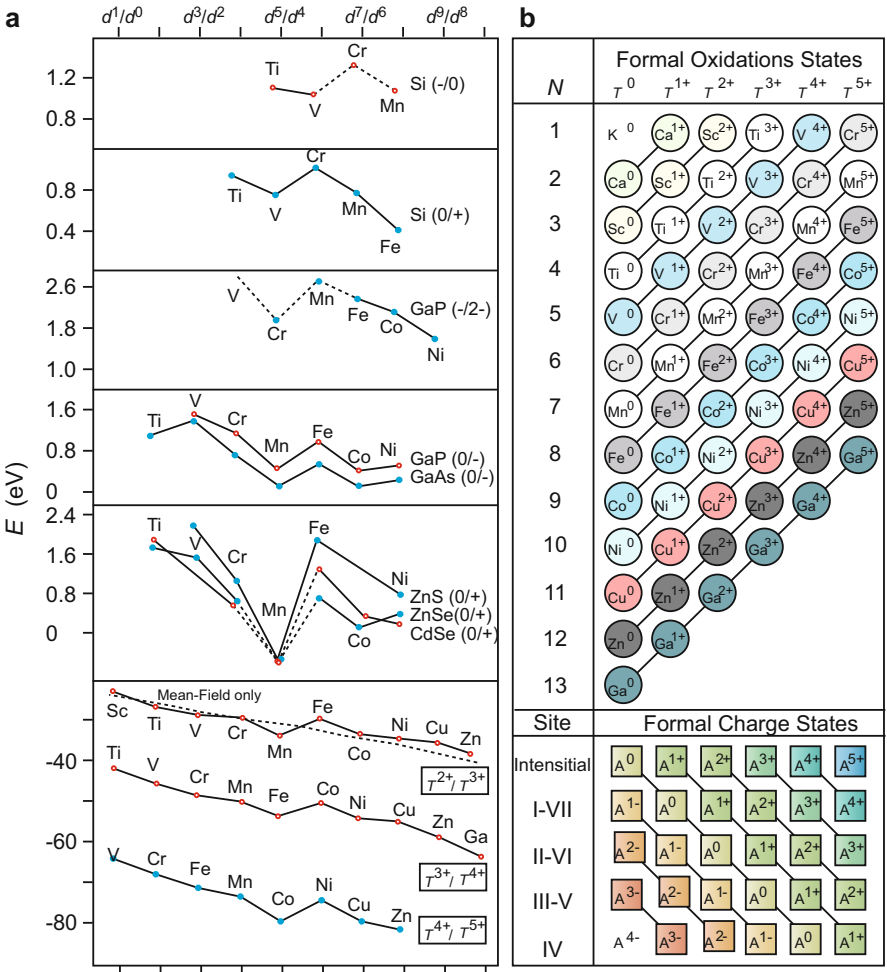 a
d¹/d⁰ d³/d² d⁵/d⁴ d⁷/d⁶ d⁹/d⁸
E (eV)
1.2
0.8
Ti
V
Cr
Mn
Si (-/0)
0.8
0.4
Ti
V
Cr
Mn
Fe
Si (0/+)
2.6
1.8
1.0
V
Cr
Mn
Fe
Co
Ni
GaP (-/2-)
1.6
0.8
0
Ti
V
Cr
Mn
Fe
Co
Ni
GaP (0/-)
GaAs (0/-)
2.4
1.6
0.8
0
Ti
V
Cr
Mn
Fe
Co
Ni
ZnS (0/+)
ZnSe(0/+)
CdSe (0/+)
-40
-60
-80
Mean-Field only
Sc Ti V Cr Mn Fe Co Ni Cu Zn
T²⁺/T³⁺
Ti V Cr Mn Fe Co Ni Cu Zn Ga
T³⁺/T⁴⁺
V Cr Fe Mn Co Ni Cu Zn
T⁴⁺/T⁵⁺
b
Formal Oxidations States
N T⁰ T¹⁺ T²⁺ T³⁺ T⁴⁺ T⁵⁺
1 K⁰ Ca¹⁺ Sc²⁺ Ti³⁺ V⁴⁺ Cr⁵⁺
2 Ca⁰ Sc¹⁺ Ti²⁺ V³⁺ Cr⁴⁺ Mn⁵⁺
3 Sc⁰ Ti¹⁺ V²⁺ Cr³⁺ Mn⁴⁺ Fe⁵⁺
4 Ti⁰ V¹⁺ Cr²⁺ Mn³⁺ Fe⁴⁺ Co⁵⁺
5 V⁰ Cr¹⁺ Mn²⁺ Fe³⁺ Co⁴⁺ Ni⁵⁺
6 Cr⁰ Mn¹⁺ Fe²⁺ Co³⁺ Ni⁴⁺ Cu⁵⁺
7 Mn⁰ Fe¹⁺ Co²⁺ Ni³⁺ Cu⁴⁺ Zn⁵⁺
8 Fe⁰ Co¹⁺ Ni²⁺ Cu³⁺ Zn⁴⁺ Ga⁵⁺
9 Co⁰ Ni¹⁺ Cu²⁺ Zn³⁺ Ga⁴⁺
10 Ni⁰ Cu¹⁺ Zn²⁺ Ga³⁺
11 Cu⁰ Zn¹⁺ Ga²⁺
12 Zn⁰ Ga¹⁺
13 Ga⁰
Site Formal Charge States
Intensitial A⁰ A¹⁺ A²⁺ A³⁺ A⁴⁺ A⁵⁺
I-VII A¹⁻ A⁰ A¹⁺ A²⁺ A³⁺ A⁴⁺
II-VI A²⁻ A¹⁻ A⁰ A¹⁺ A²⁺ A³⁺
III-V A³⁻ A²⁻ A¹⁻ A⁰ A¹⁺ A²⁺
IV A⁴⁻ A³⁻ A²⁻ A¹⁻ A⁰ A¹⁺